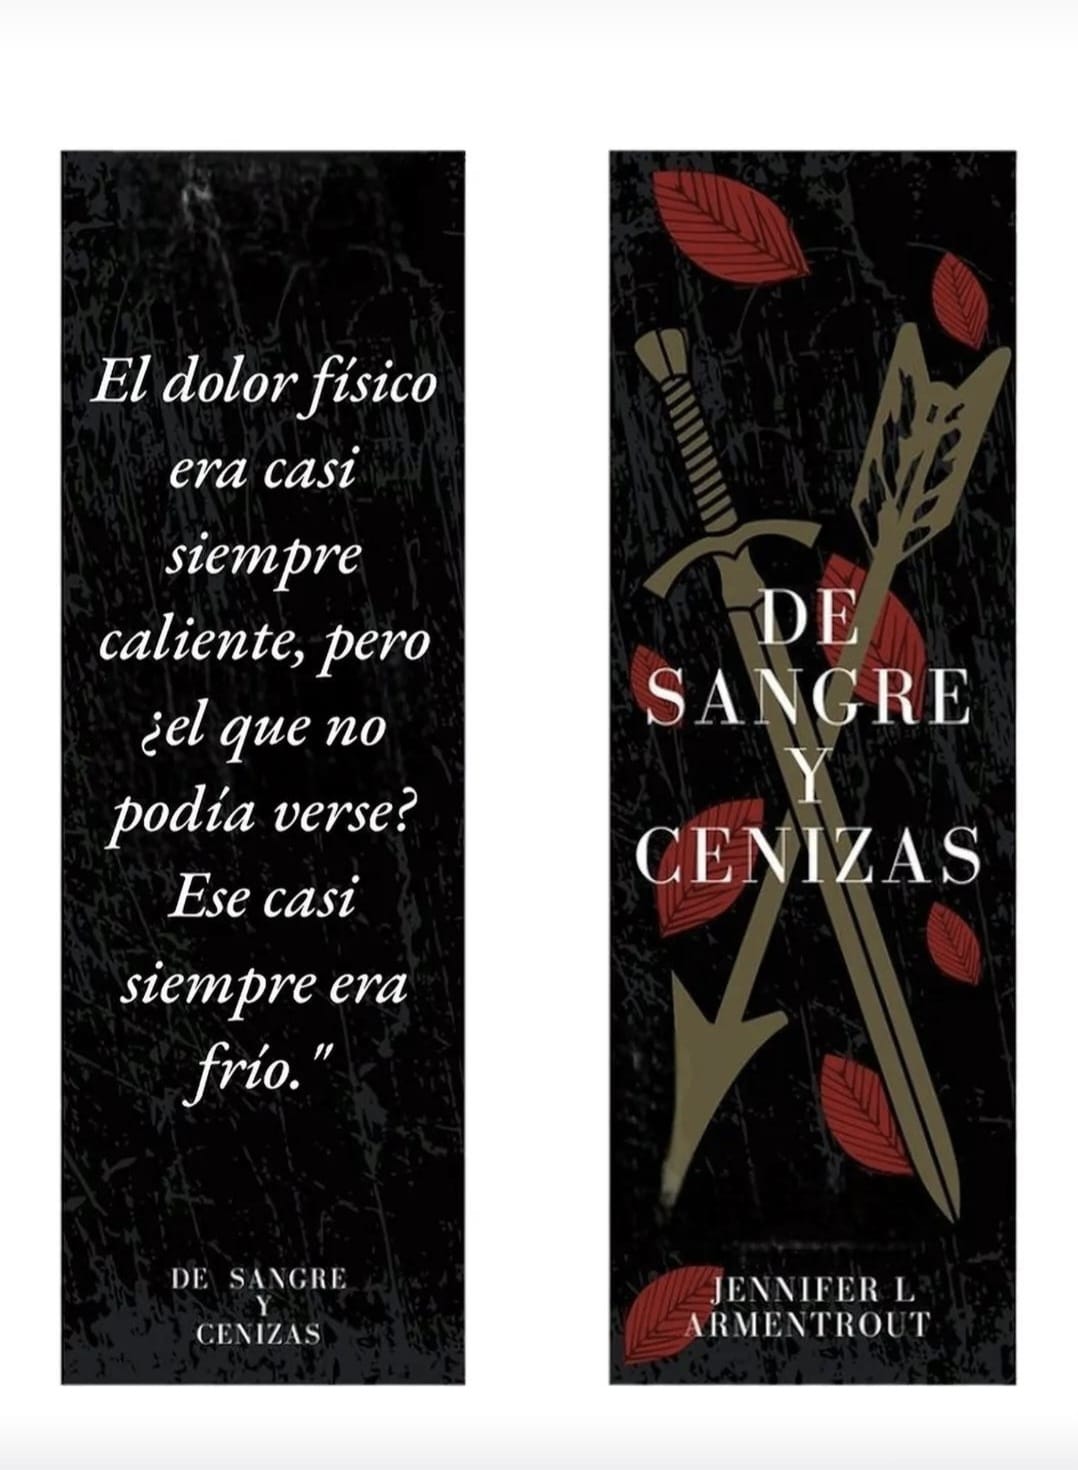 El dolor físico
era casi
siempre
caliente, pero
¿el que no
podía verse?
Ese casi
siempre era
frío."
DE SANGRE
Y
CENIZAS
DE
SANGRE
Y
CENIZAS
JENNIFER L
ARMENTROUT